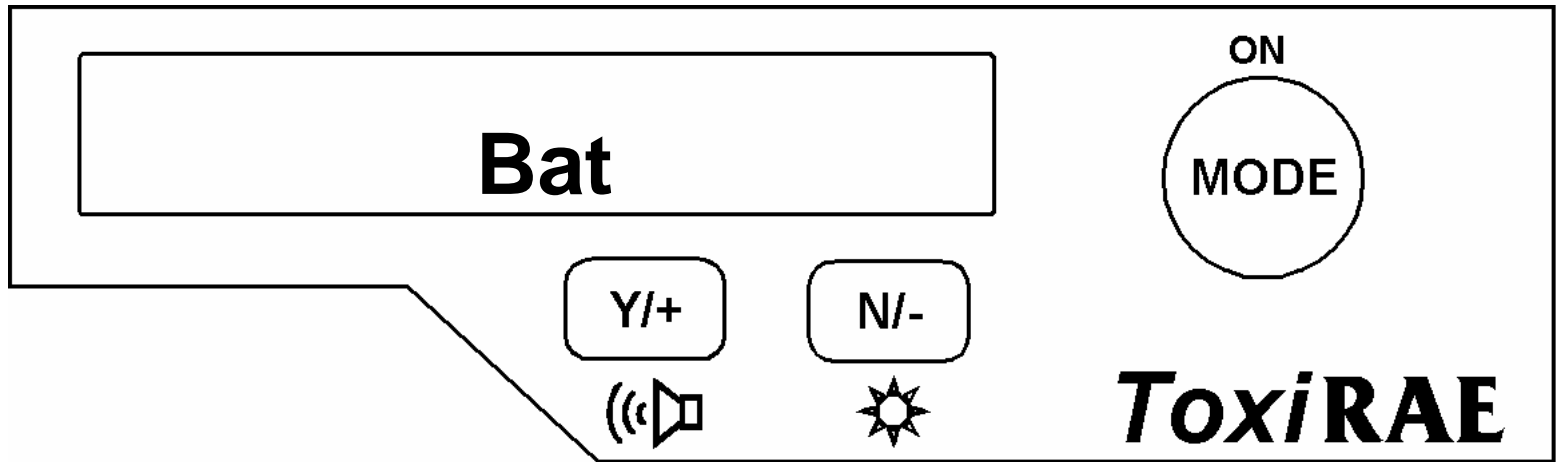 ON
Bat
MODE
Y/+
N/-
ToxiRAE